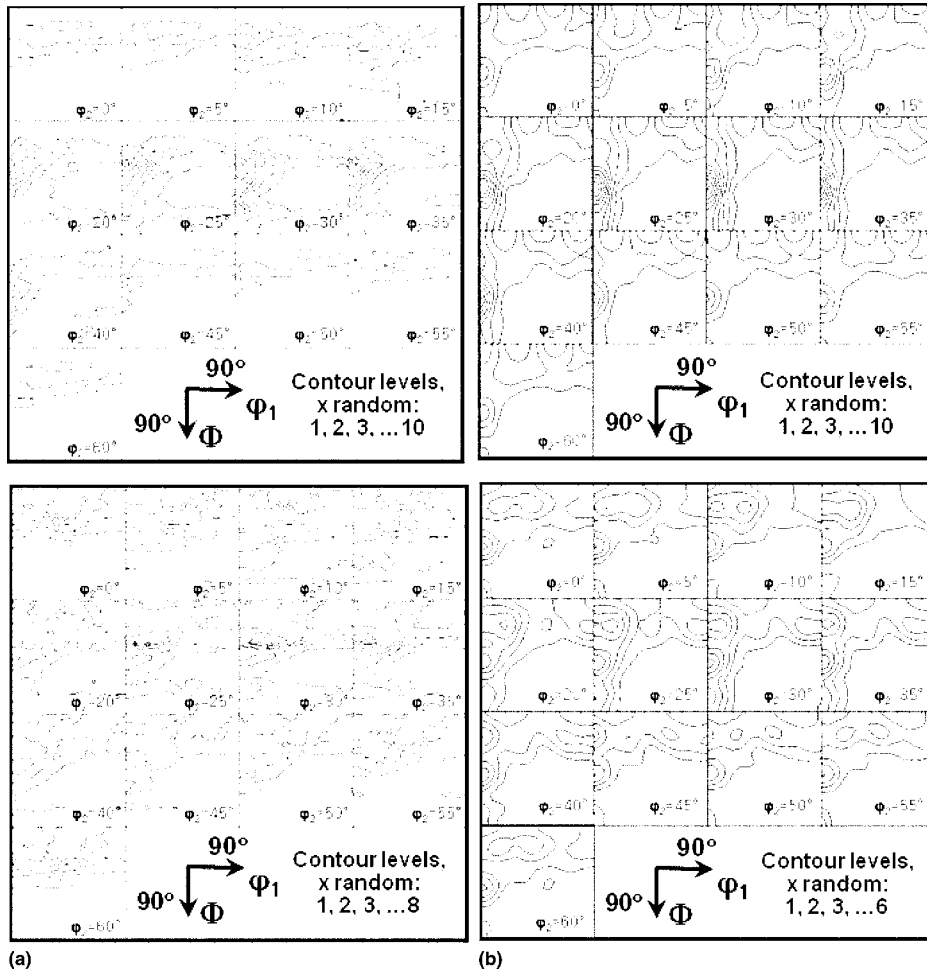 φ₂=0° φ₂=5° φ₂=10° φ₂=15°
φ₂=20° φ₂=25° φ₂=30° φ₂=35°
φ₂=40° φ₂=45° φ₂=50° φ₂=55°
φ₂=60°
90°
90°
Φ
φ₁
Contour levels,
x random:
1, 2, 3, ...10
φ₂=0° φ₂=5° φ₂=10° φ₂=15°
φ₂=20° φ₂=25° φ₂=30° φ₂=35°
φ₂=40° φ₂=45° φ₂=50° φ₂=55°
φ₂=60°
90°
90°
Φ
φ₁
Contour levels,
x random:
1, 2, 3, ...10
φ₂=0° φ₂=5° φ₂=10° φ₂=15°
φ₂=20° φ₂=25° φ₂=30° φ₂=35°
φ₂=40° φ₂=45° φ₂=50° φ₂=55°
φ₂=60°
90°
90°
Φ
φ₁
Contour levels,
x random:
1, 2, 3, ...8
(a)
φ₂=0° φ₂=5° φ₂=10° φ₂=15°
φ₂=20° φ₂=25° φ₂=30° φ₂=35°
φ₂=40° φ₂=45° φ₂=50° φ₂=55°
φ₂=60°
90°
90°
Φ
φ₁
Contour levels,
x random:
1, 2, 3, ...6
(b)